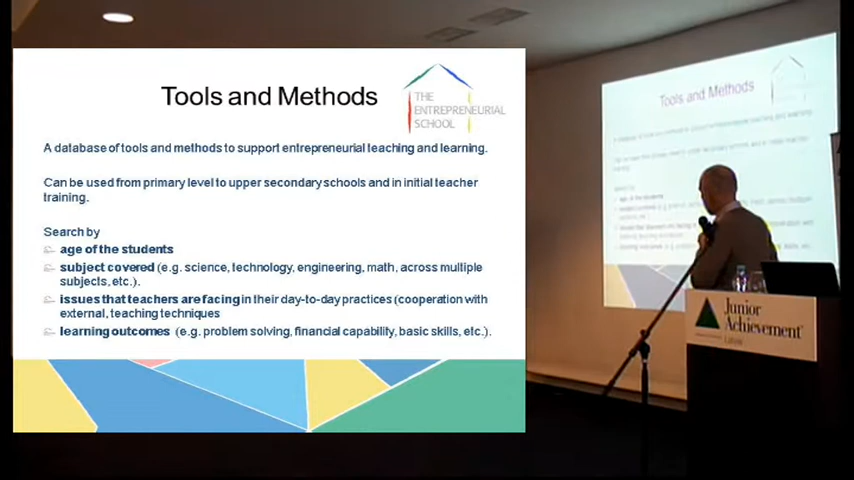 Tools and Methods
THE
ENTREPRENEURIAL
SCHOOL
A database of tools and methods to support entrepreneurial teaching and learning.
Can be used from primary level to upper secondary schools and in initial teacher
training.
Search by
age of the students
subject covered (e.g. science, technology, engineering, math, across multiple
subjects, etc.).
issues that teachers are facing in their day-to-day practices (cooperation with
external, teaching techniques
learning outcomes (e.g. problem solving, financial capability, basic skills, etc.).
Tools and Methods
Junior
Achievement
Latvia